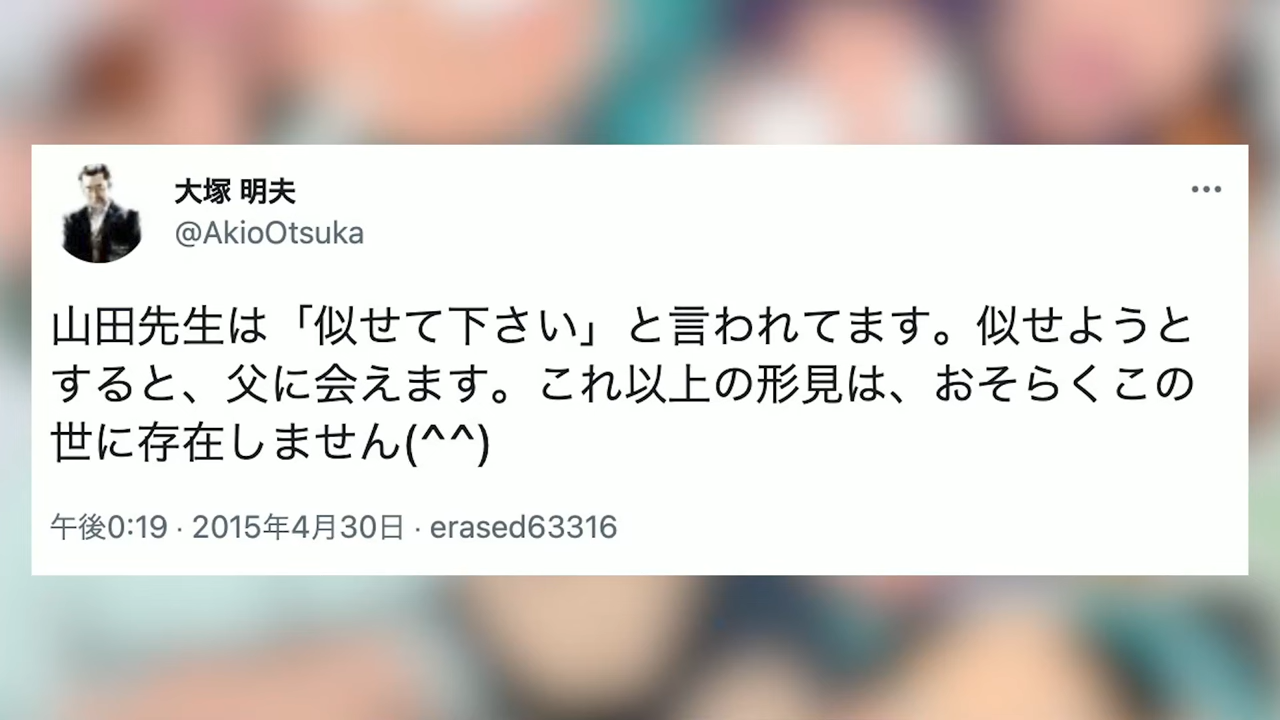 大塚 明夫
@AkioOtsuka
山田先生は「似せて下さい」と言われてます。似せようと
すると、父に会えます。これ以上の形見は、おそらくこの
世に存在しません(^^)
午後0:19 · 2015年4月30日 · erased63316